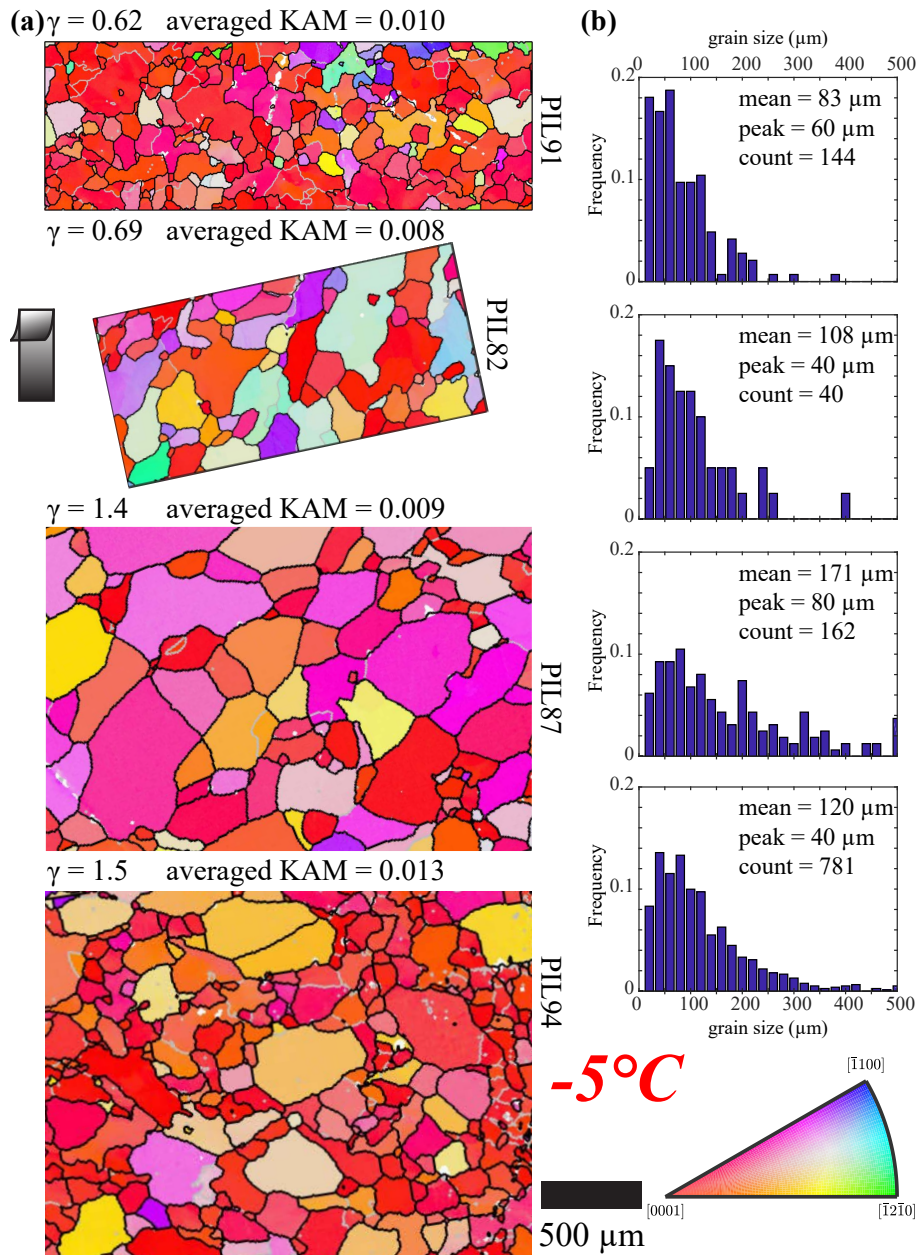 (a) γ = 0.62 averaged KAM = 0.010
PIL91
γ = 0.69 averaged KAM = 0.008
PIL82
γ = 1.4 averaged KAM = 0.009
PIL87
γ = 1.5 averaged KAM = 0.013
PIL94
(b)
grain size (µm)
0 100 200 300 400 500
0.2
0.1
0
Frequency
mean = 83 µm
peak = 60 µm
count = 144
0.2
0.1
0
Frequency
mean = 108 µm
peak = 40 µm
count = 40
0.2
0.1
0
Frequency
mean = 171 µm
peak = 80 µm
count = 162
0.2
0.1
0
Frequency
mean = 120 µm
peak = 40 µm
count = 781
0 100 200 300 400 500
grain size (µm)
-5°C
500 µm
[1̄100]
[0001]
[1̄21̄0]